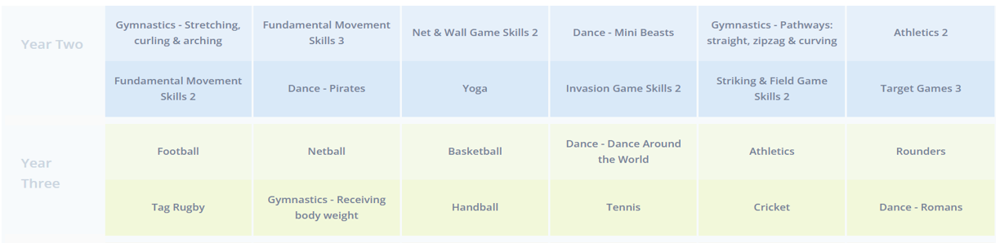 Year Two
Gymnastics - Stretching,
curling & arching
Fundamental Movement
Skills 3
Net & Wall Game Skills 2
Dance - Mini Beasts
Gymnastics - Pathways:
straight, zipzag & curving
Athletics 2
Fundamental Movement
Skills 2
Dance - Pirates
Yoga
Invasion Game Skills 2
Striking & Field Game
Skills 2
Target Games 3
Year
Three
Football
Netball
Basketball
Dance - Dance Around
the World
Athletics
Rounders
Tag Rugby
Gymnastics - Receiving
body weight
Handball
Tennis
Cricket
Dance - Romans